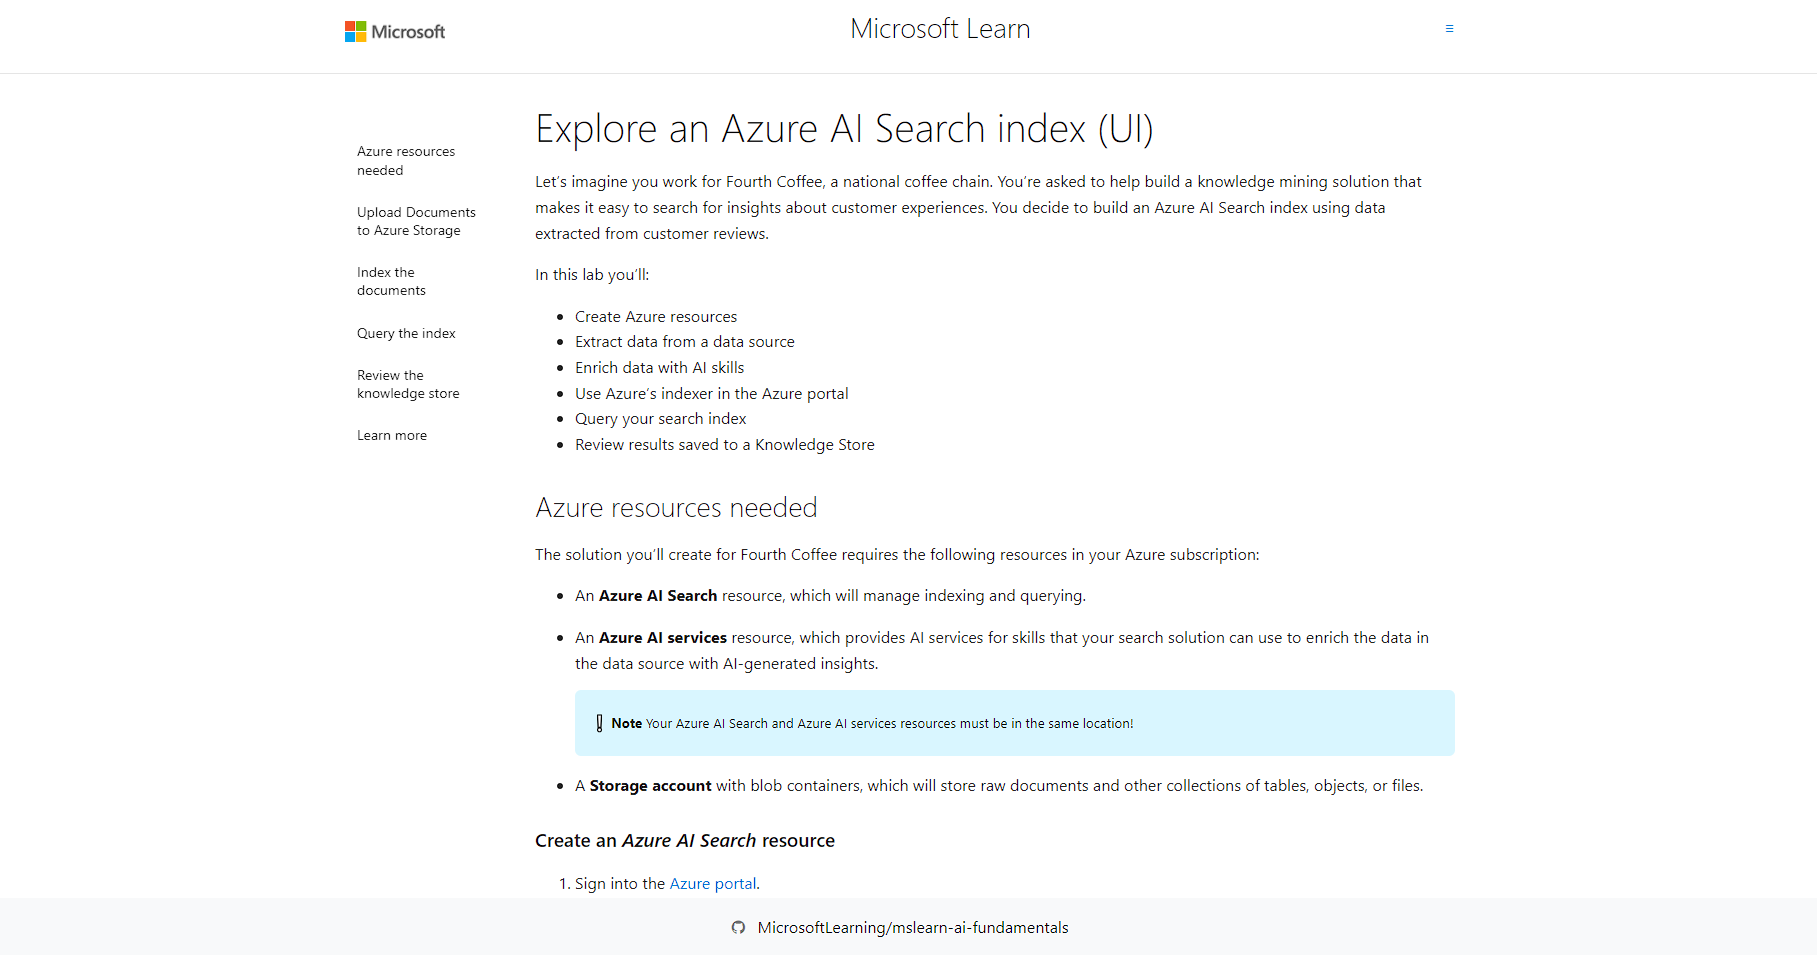 Microsoft
Microsoft Learn
≡
Azure resources
needed
Upload Documents
to Azure Storage
Index the
documents
Query the index
Review the
knowledge store
Learn more
Explore an Azure AI Search index (UI)
Let’s imagine you work for Fourth Coffee, a national coffee chain. You’re asked to help build a knowledge mining solution that
makes it easy to search for insights about customer experiences. You decide to build an Azure AI Search index using data
extracted from customer reviews.
In this lab you’ll:
• Create Azure resources
• Extract data from a data source
• Enrich data with AI skills
• Use Azure’s indexer in the Azure portal
• Query your search index
• Review results saved to a Knowledge Store
Azure resources needed
The solution you’ll create for Fourth Coffee requires the following resources in your Azure subscription:
• An Azure AI Search resource, which will manage indexing and querying.
• An Azure AI services resource, which provides AI services for skills that your search solution can use to enrich the data in
the data source with AI-generated insights.
Note Your Azure AI Search and Azure AI services resources must be in the same location!
• A Storage account with blob containers, which will store raw documents and other collections of tables, objects, or files.
Create an Azure AI Search resource
1. Sign into the Azure portal.
MicrosoftLearning/mslearn-ai-fundamentals